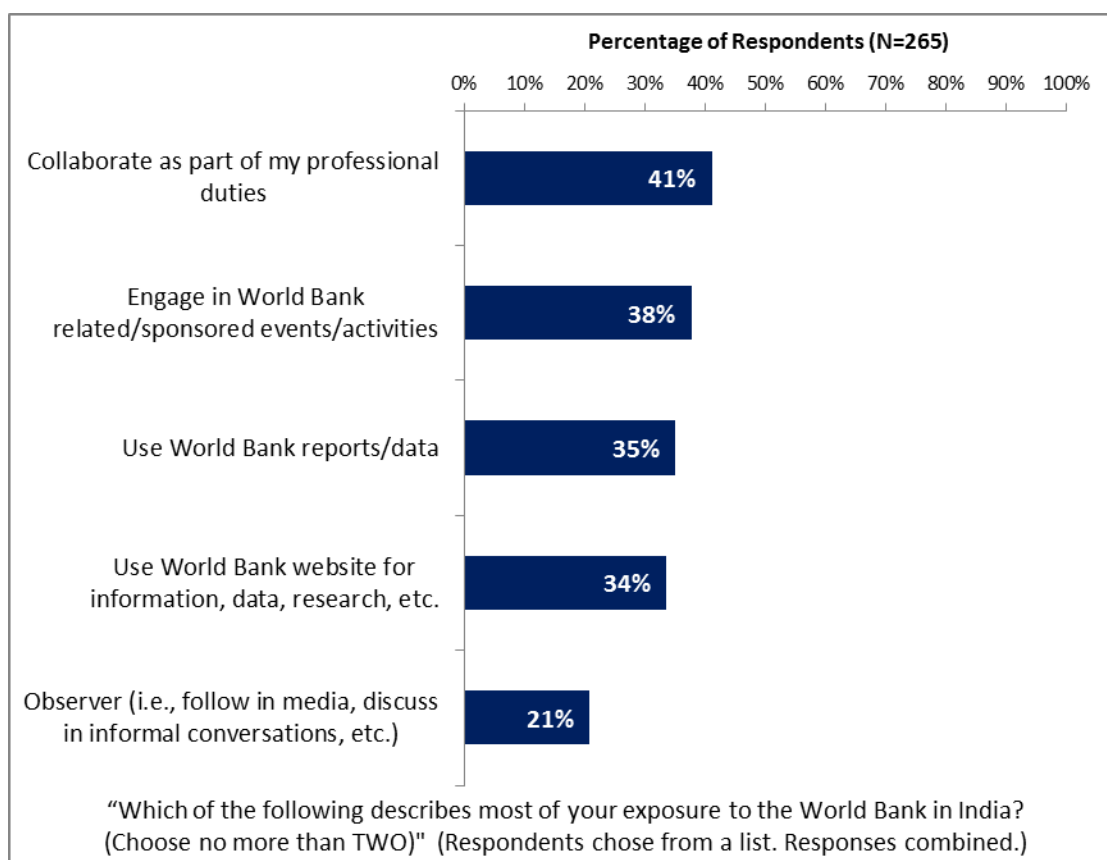 Percentage of Respondents (N=265)
0% 10% 20% 30% 40% 50% 60% 70% 80% 90% 100%
Collaborate as part of my professional
duties
41%
Engage in World Bank
related/sponsored events/activities
38%
Use World Bank reports/data
35%
Use World Bank website for
information, data, research, etc.
34%
Observer (i.e., follow in media, discuss
in informal conversations, etc.)
21%
“Which of the following describes most of your exposure to the World Bank in India?
(Choose no more than TWO)" (Respondents chose from a list. Responses combined.)